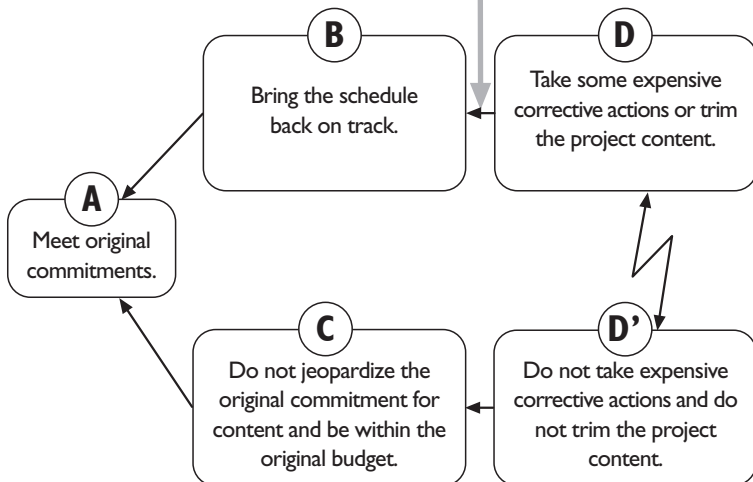 B
Bring the schedule
back on track.
D
Take some expensive
corrective actions or trim
the project content.
A
Meet original
commitments.
C
Do not jeopardize the
original commitment for
content and be within the
original budget.
D'
Do not take expensive
corrective actions and do
not trim the project
content.